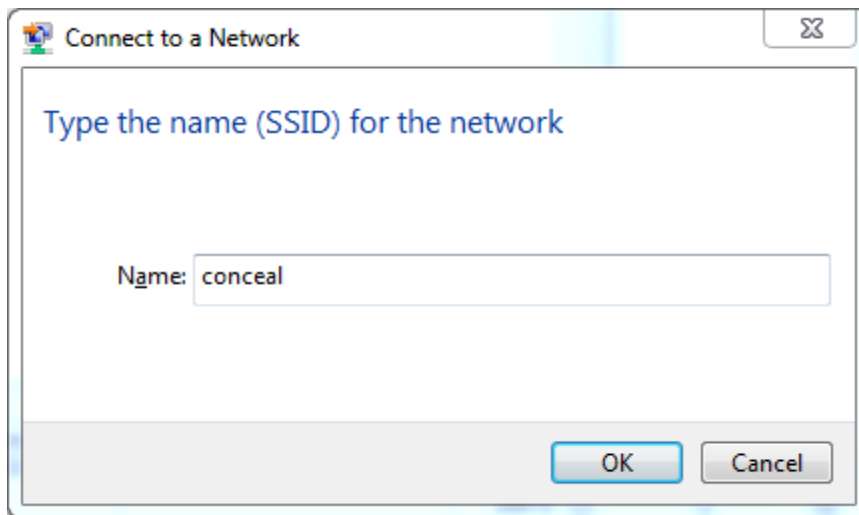 Connect to a Network
Type the name (SSID) for the network
Name: conceal
OK Cancel